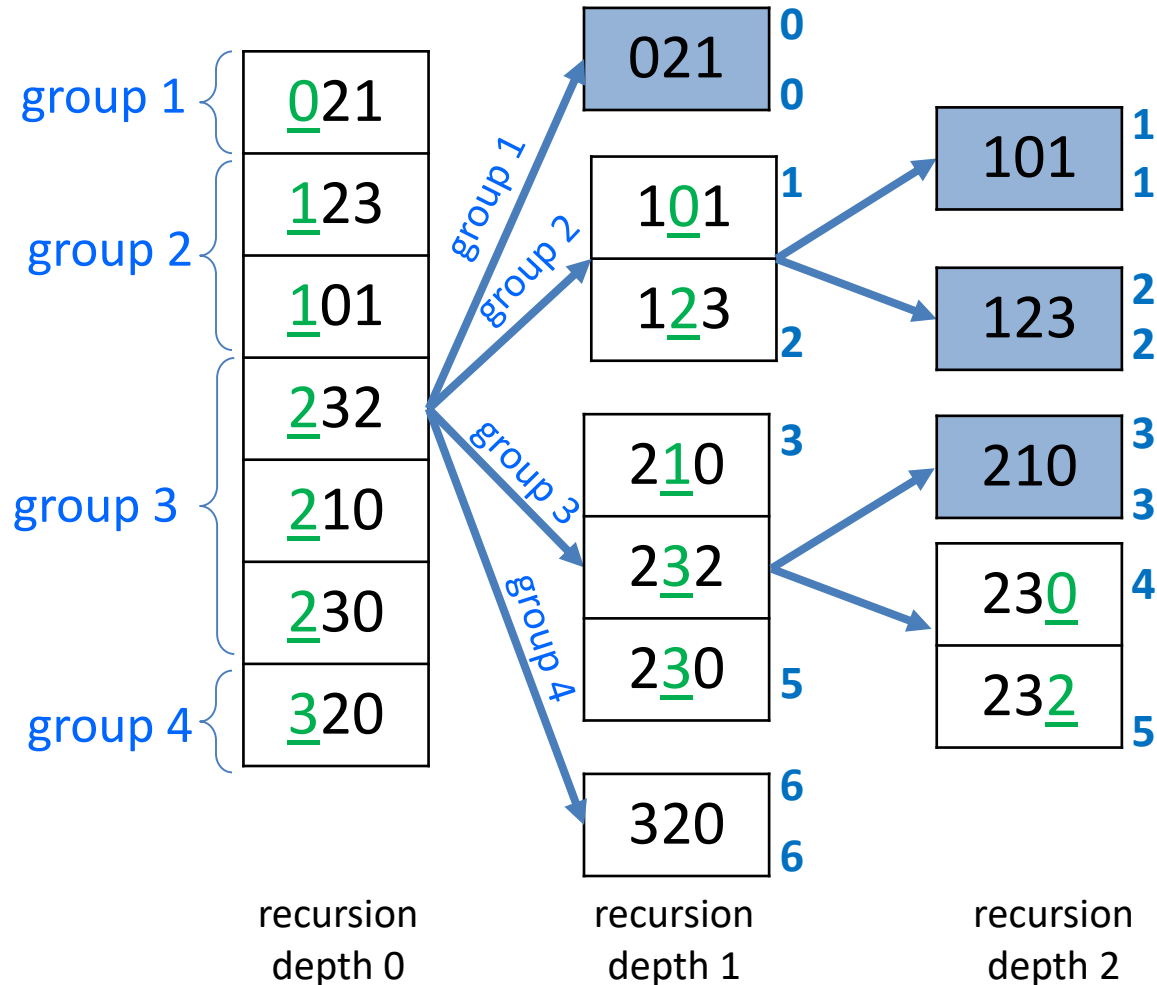 group 1
group 2
group 3
group 4
021
123
101
232
210
230
320
recursion
depth 0
group 1
group 2
group 3
group 4
021
0
0
101
1
123
2
210
3
232
230
5
320
6
6
recursion
depth 1
101
1
1
123
2
2
210
3
3
230
4
232
5
recursion
depth 2